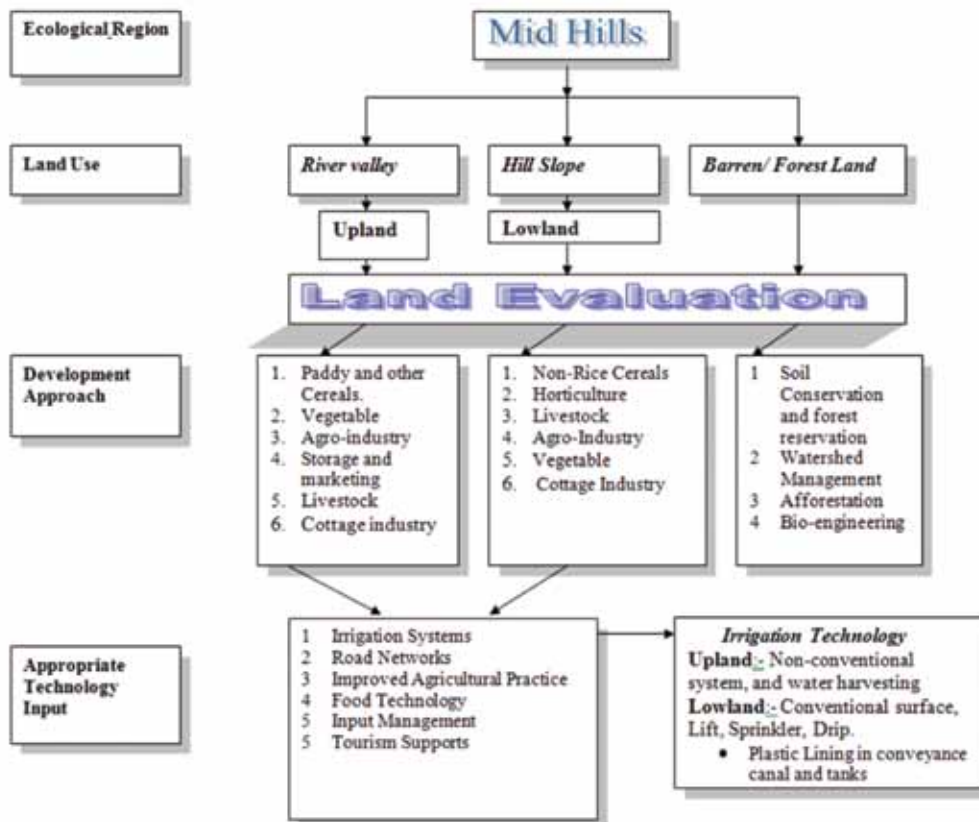 Ecological Region
Mid Hills
Land Use
River valley
Hill Slope
Barren/ Forest Land
Upland
Lowland
Land Evaluation
Development
Approach
1. Paddy and other
Cereals.
2. Vegetable
3. Agro-industry
4. Storage and
marketing
5. Livestock
6. Cottage industry
1. Non-Rice Cereals
2. Horticulture
3. Livestock
4. Agro-Industry
5. Vegetable
6. Cottage Industry
1 Soil
Conservation
and forest
reservation
2 Watershed
Management
3 Afforestation
4 Bio-engineering
Appropriate
Technology
Input
1 Irrigation Systems
2 Road Networks
3 Improved Agricultural Practice
4 Food Technology
5 Input Management
5 Tourism Supports
Irrigation Technology
Upland:- Non-conventional
system, and water harvesting
Lowland:- Conventional surface,
Lift, Sprinkler, Drip.
• Plastic Lining in conveyance
canal and tanks